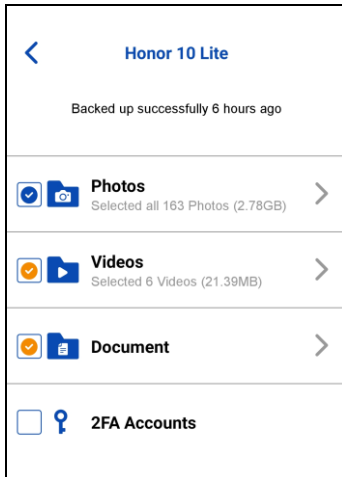 Honor 10 Lite
Backed up successfully 6 hours ago
Photos
Selected all 163 Photos (2.78GB)
Videos
Selected 6 Videos (21.39MB)
Document
2FA Accounts